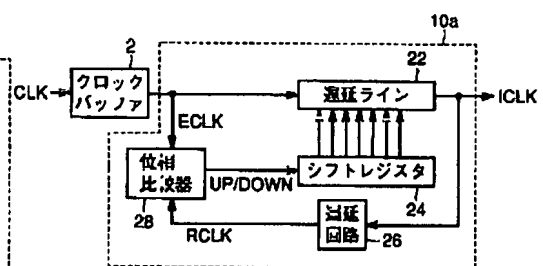 10a
2
22
CLK
クロック
バッファ
遅延ライン
ICLK
ECLK
位相
比較器
UP/DOWN
シフトレジスタ
28
24
RCLK
遅延
回路
26